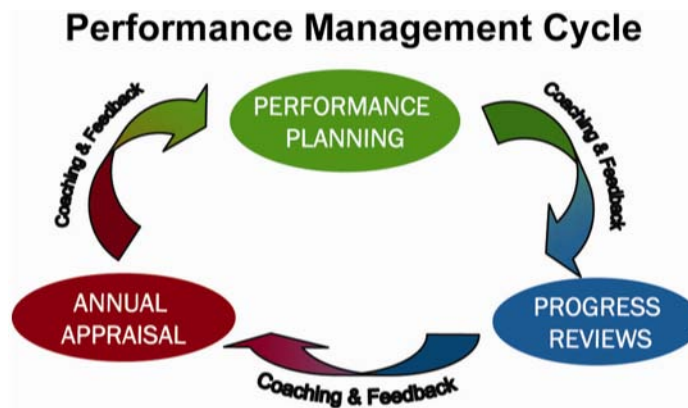 Performance Management Cycle
Coaching & Feedback
PERFORMANCE
PLANNING
Coaching & Feedback
ANNUAL
APPRAISAL
PROGRESS
REVIEWS
Coaching & Feedback